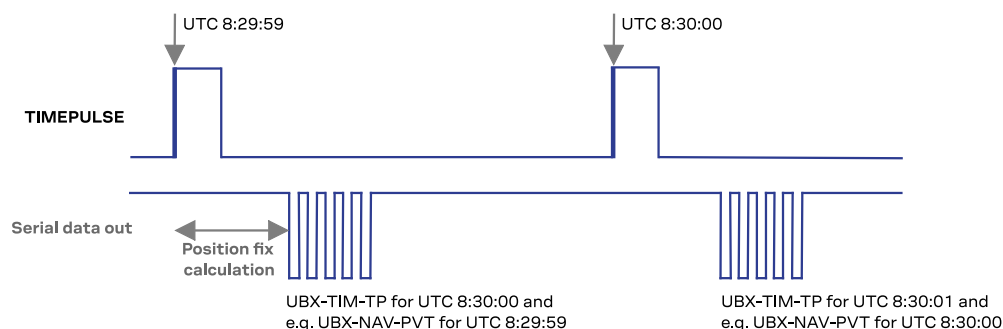 UTC 8:29:59
UTC 8:30:00
TIMEPULSE
Serial data out
Position fix
calculation
UBX-TIM-TP for UTC 8:30:00 and
e.g. UBX-NAV-PVT for UTC 8:29:59
UBX-TIM-TP for UTC 8:30:01 and
e.g. UBX-NAV-PVT for UTC 8:30:00